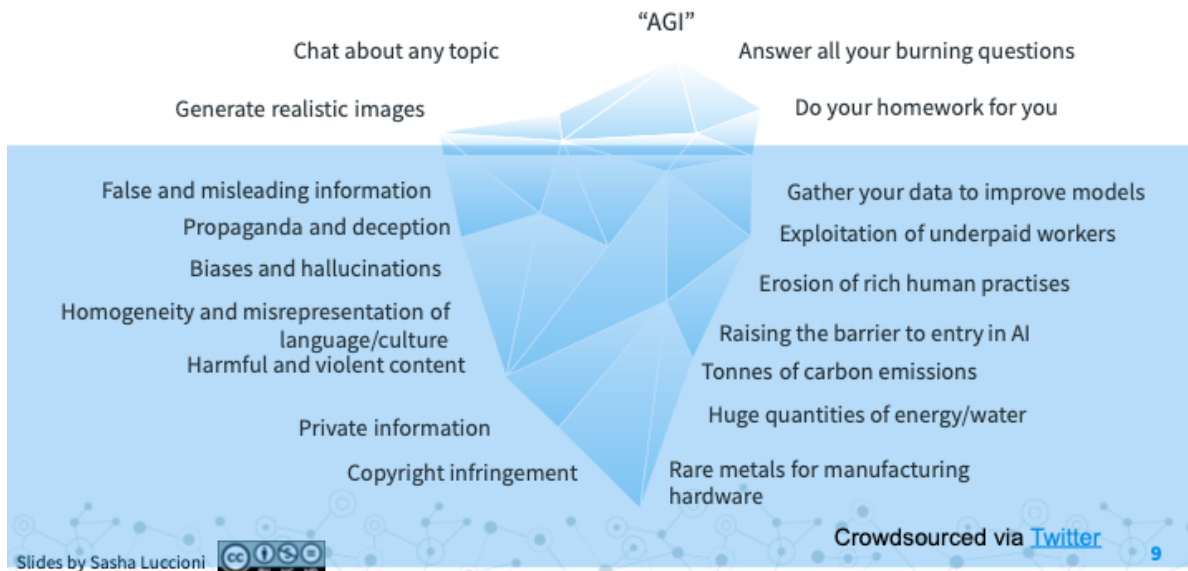 “AGI”
Chat about any topic
Answer all your burning questions
Generate realistic images
Do your homework for you
False and misleading information
Gather your data to improve models
Propaganda and deception
Exploitation of underpaid workers
Biases and hallucinations
Erosion of rich human practises
Homogeneity and misrepresentation of
language/culture
Raising the barrier to entry in AI
Harmful and violent content
Tonnes of carbon emissions
Huge quantities of energy/water
Private information
Copyright infringement
Rare metals for manufacturing
hardware
Crowdsourced via Twitter
9
Slides by Sasha Luccioni
cc